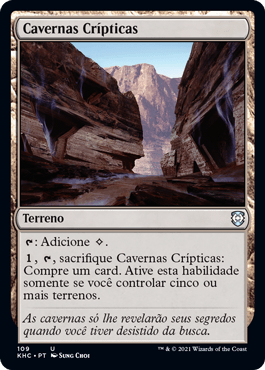 Cavernas Crípticas
Terreno
: Adicione .
1, , sacrifique Cavernas Crípticas:
Compre um card. Ative esta habilidade
somente se você controlar cinco ou
mais terrenos.
As cavernas só lhe revelarão seus segredos
quando você tiver desistido da busca.
109 U
KHC • PT SUNG CHOI
™ & © 2021 Wizards of the Coast